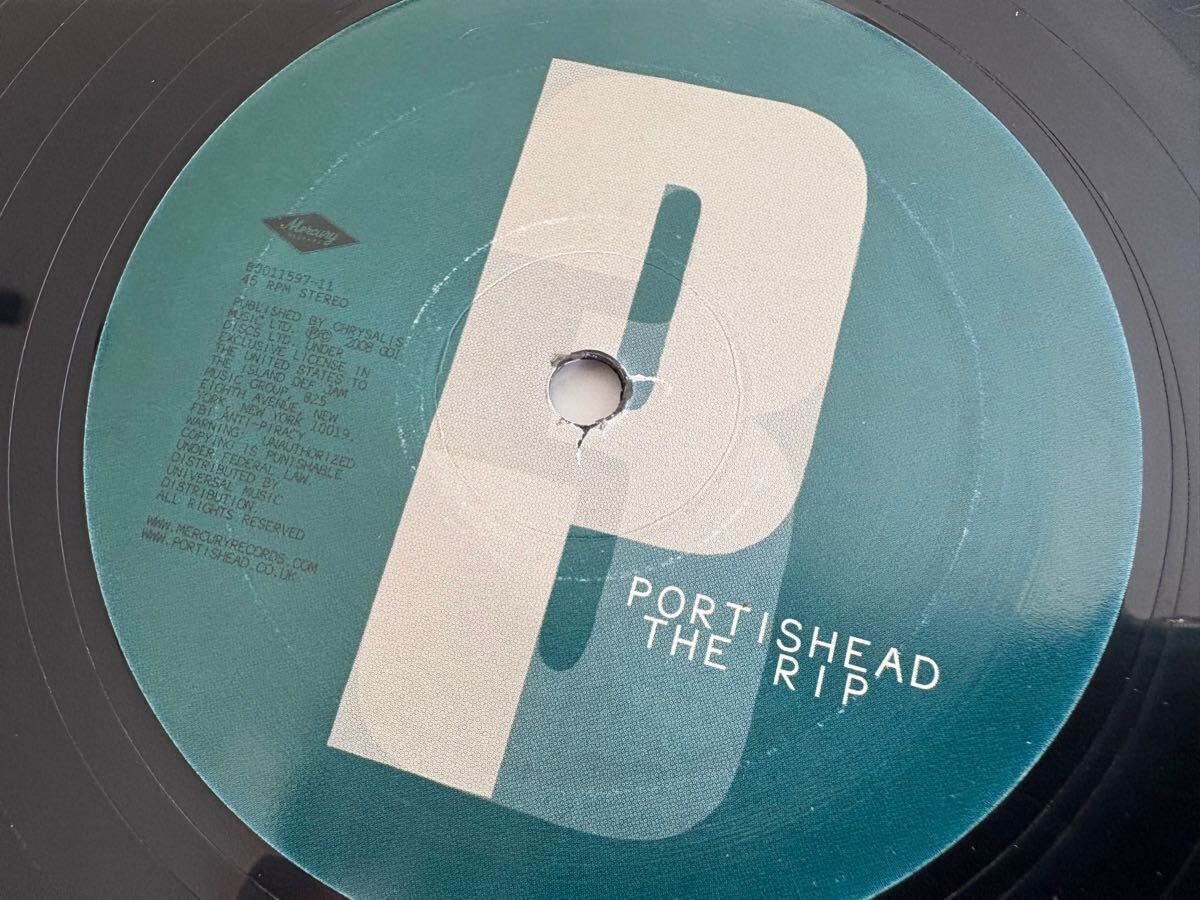 Mercury
RECORDS
B0011597-11
45 RPM STEREO
PUBLISHED BY CHRYSALIS
MUSIC LTD. ℗© 2008 GO!
DISCS LTD. UNDER
EXCLUSIVE LICENSE IN
THE UNITED STATES TO
THE ISLAND DEF JAM
MUSIC GROUP, 825
EIGHTH AVENUE, NEW
YORK, NEW YORK 10019.
FBI ANTI-PIRACY
WARNING: UNAUTHORIZED
COPYING IS PUNISHABLE
UNDER FEDERAL LAW.
DISTRIBUTED BY
UNIVERSAL MUSIC
DISTRIBUTION.
ALL RIGHTS RESERVED
WWW.MERCURYRECORDS.COM
WWW.PORTISHEAD.CO.UK
P
PORTISHEAD
THE RIP